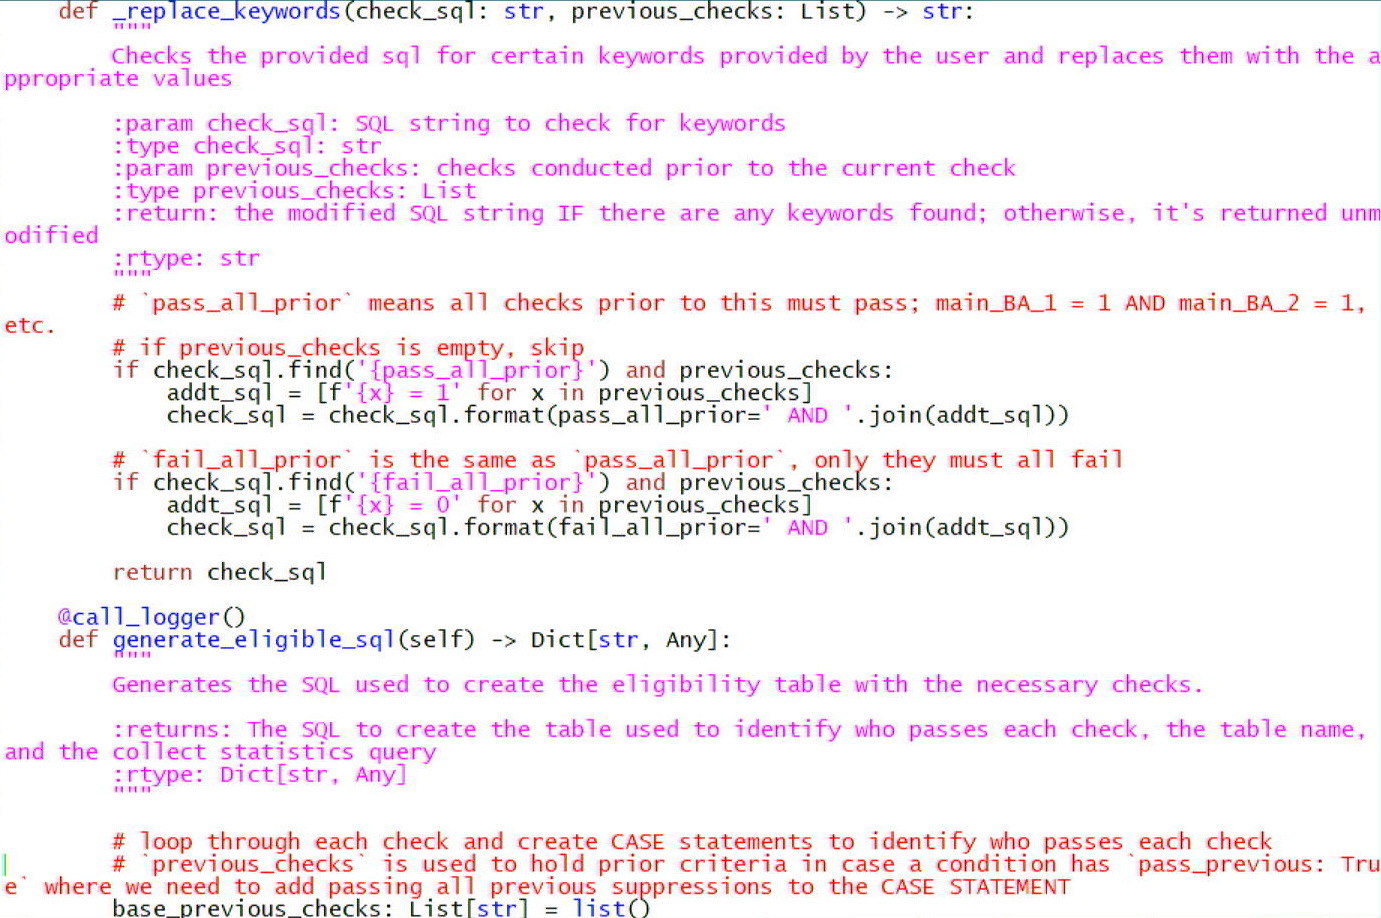 def _replace_keywords(check_sql: str, previous_checks: List) -> str:
"""
Checks the provided sql for certain keywords provided by the user and replaces them with the a
ppropriate values
:param check_sql: SQL string to check for keywords
:type check_sql: str
:param previous_checks: checks conducted prior to the current check
:type previous_checks: List
:return: the modified SQL string IF there are any keywords found; otherwise, it's returned unm
odified
:rtype: str
"""
# `pass_all_prior` means all checks prior to this must pass; main_BA_1 = 1 AND main_BA_2 = 1,
etc.
# if previous_checks is empty, skip
if check_sql.find('{pass_all_prior}') and previous_checks:
addt_sql = [f'{x} = 1' for x in previous_checks]
check_sql = check_sql.format(pass_all_prior=' AND '.join(addt_sql))
# `fail_all_prior` is the same as `pass_all_prior`, only they must all fail
if check_sql.find('{fail_all_prior}') and previous_checks:
addt_sql = [f'{x} = 0' for x in previous_checks]
check_sql = check_sql.format(fail_all_prior=' AND '.join(addt_sql))
return check_sql
@call_logger()
def generate_eligible_sql(self) -> Dict[str, Any]:
"""
Generates the SQL used to create the eligibility table with the necessary checks.
:returns: The SQL to create the table used to identify who passes each check, the table name,
and the collect statistics query
:rtype: Dict[str, Any]
"""
# loop through each check and create CASE statements to identify who passes each check
# `previous_checks` is used to hold prior criteria in case a condition has `pass_previous: Tru
e` where we need to add passing all previous suppressions to the CASE STATEMENT
base_previous_checks: List[str] = list()